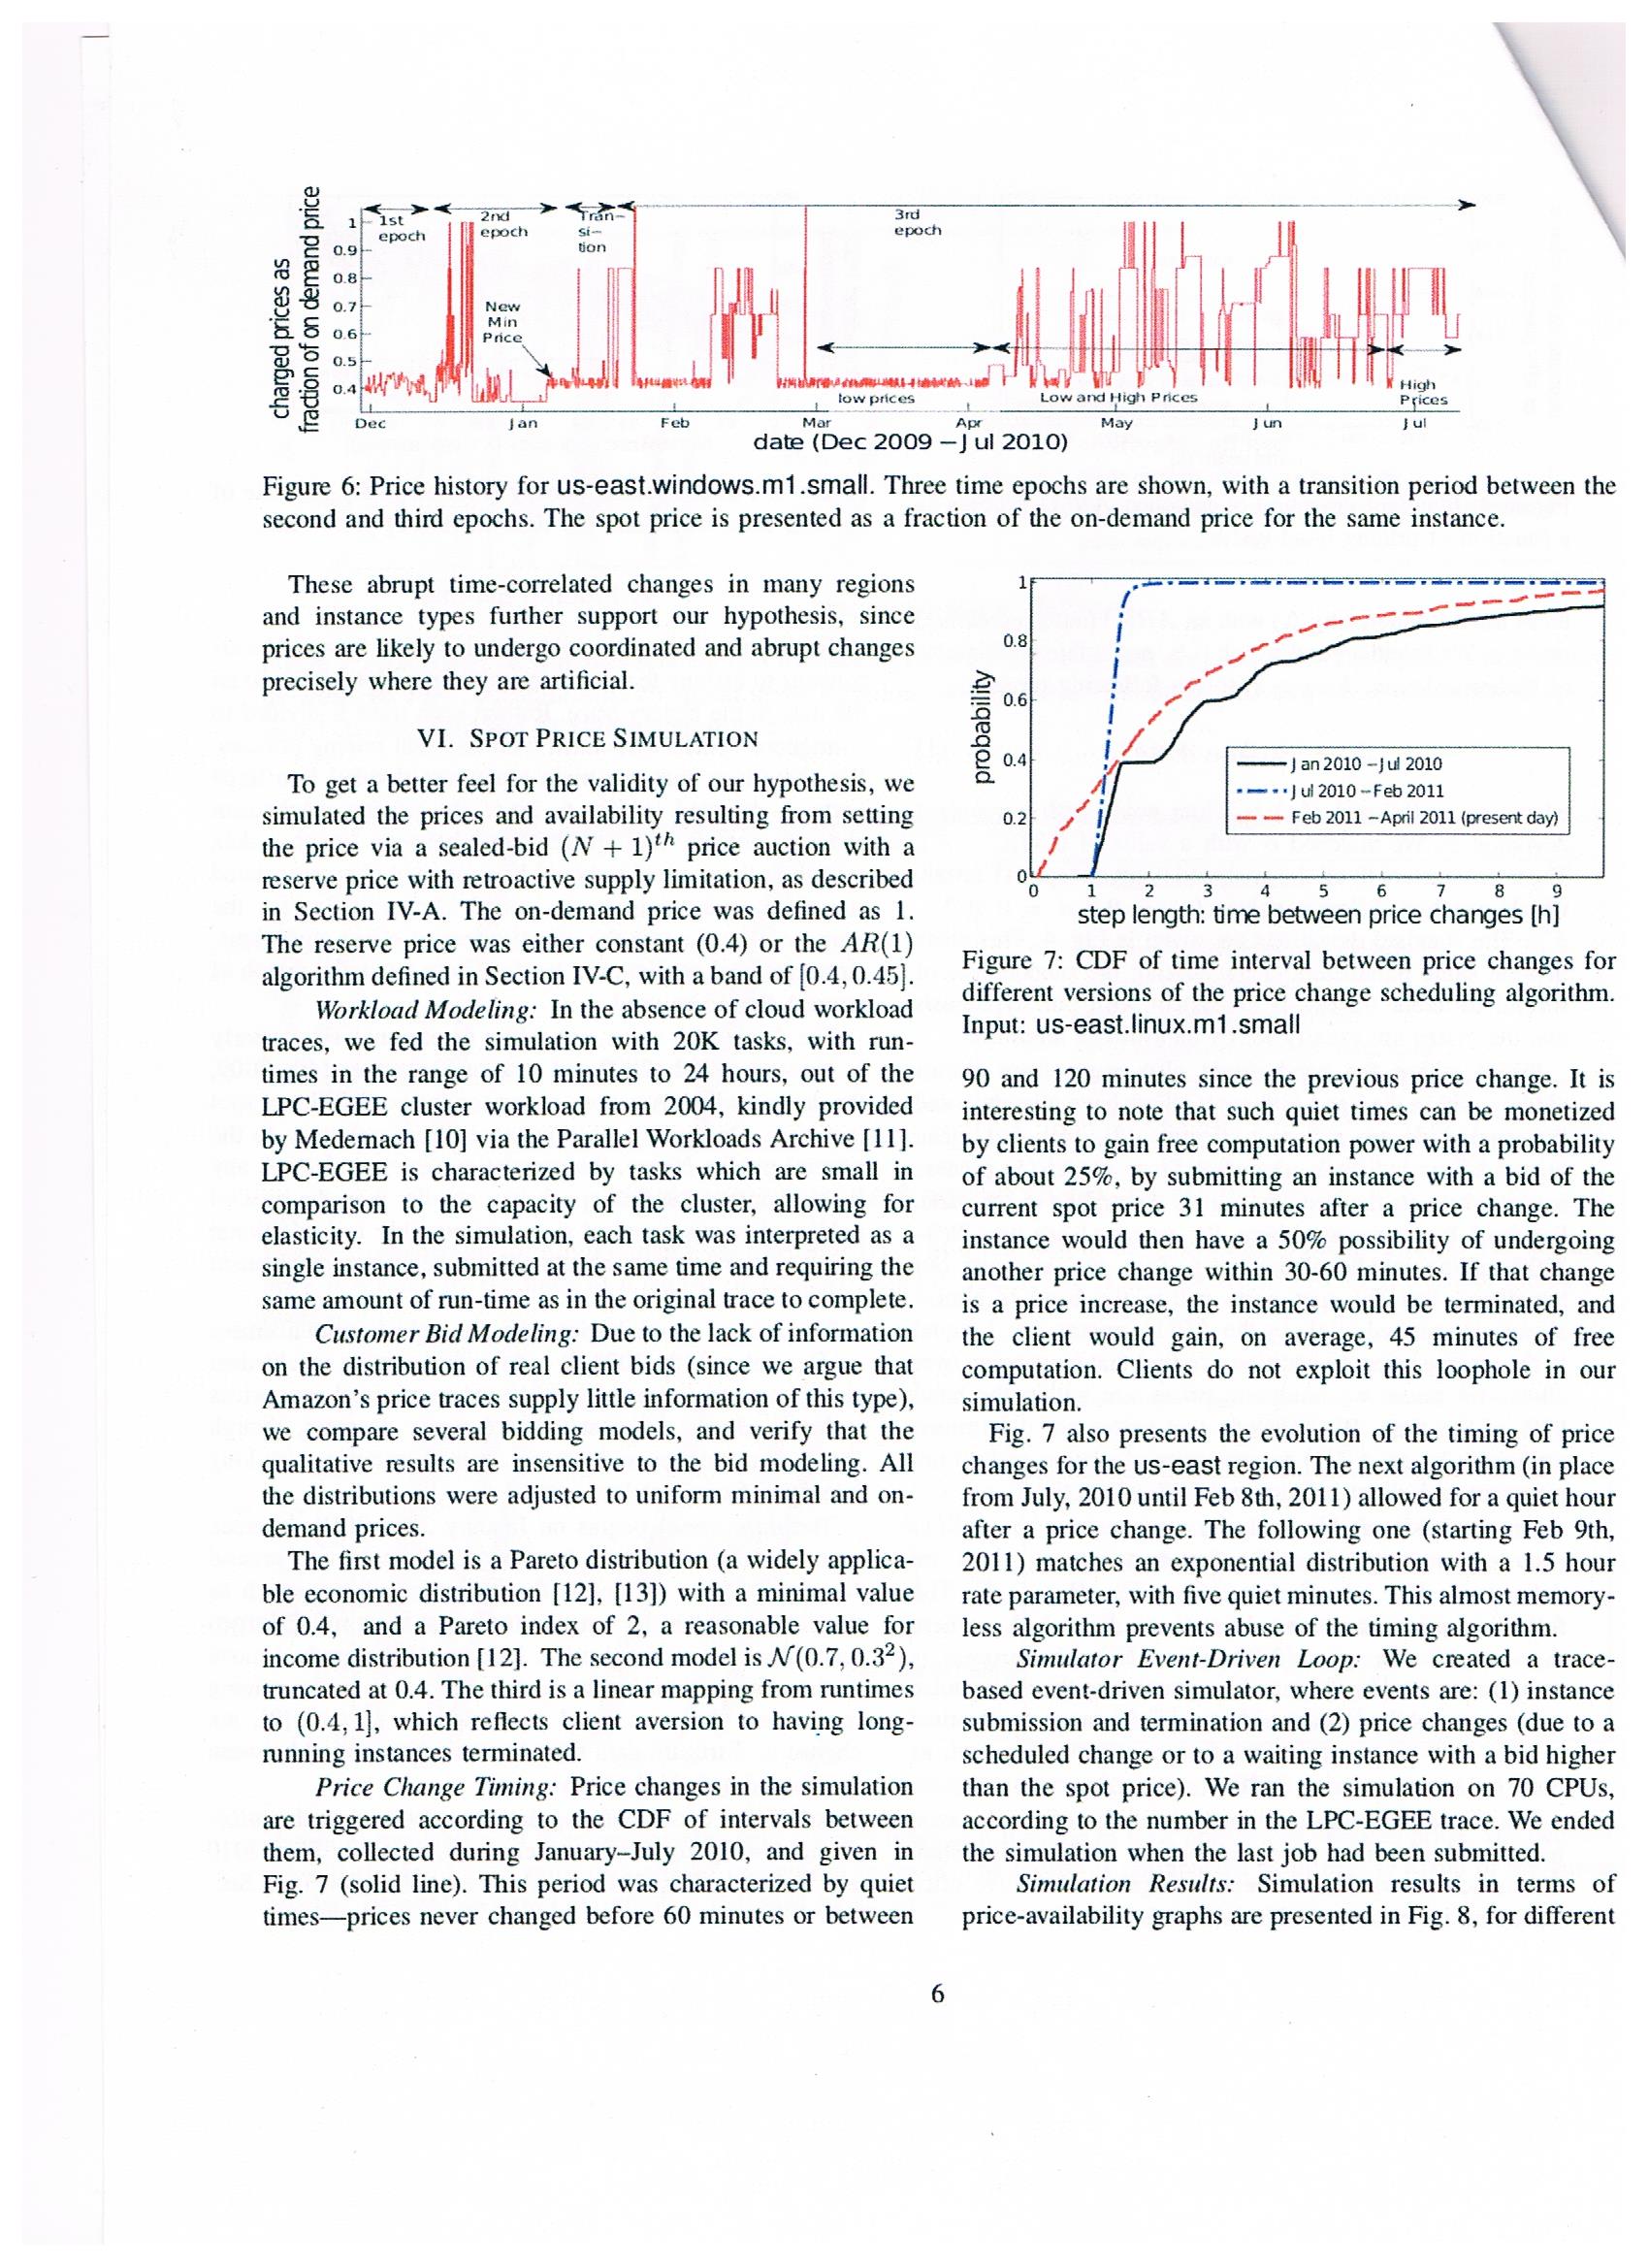 charged prices as
fraction of on demand price
1
0.9
0.8
0.7
0.6
0.5
0.4
1st
epoch
2nd
epoch
Tran-
si-
tion
3rd
epoch
New
Min
Price
low prices
Low and High Prices
High
Prices
Dec
Jan
Feb
Mar
Apr
May
Jun
Jul
date (Dec 2009 – Jul 2010)
Figure 6: Price history for us-east.windows.m1.small. Three time epochs are shown, with a transition period between the
second and third epochs. The spot price is presented as a fraction of the on-demand price for the same instance.
These abrupt time-correlated changes in many regions
and instance types further support our hypothesis, since
prices are likely to undergo coordinated and abrupt changes
precisely where they are artificial.
VI. SPOT PRICE SIMULATION
To get a better feel for the validity of our hypothesis, we
simulated the prices and availability resulting from setting
the price via a sealed-bid (N + 1)th price auction with a
reserve price with retroactive supply limitation, as described
in Section IV-A. The on-demand price was defined as 1.
The reserve price was either constant (0.4) or the AR(1)
algorithm defined in Section IV-C, with a band of [0.4, 0.45].
Workload Modeling: In the absence of cloud workload
traces, we fed the simulation with 20K tasks, with run-
times in the range of 10 minutes to 24 hours, out of the
LPC-EGEE cluster workload from 2004, kindly provided
by Medemach [10] via the Parallel Workloads Archive [11].
LPC-EGEE is characterized by tasks which are small in
comparison to the capacity of the cluster, allowing for
elasticity. In the simulation, each task was interpreted as a
single instance, submitted at the same time and requiring the
same amount of run-time as in the original trace to complete.
Customer Bid Modeling: Due to the lack of information
on the distribution of real client bids (since we argue that
Amazon's price traces supply little information of this type),
we compare several bidding models, and verify that the
qualitative results are insensitive to the bid modeling. All
the distributions were adjusted to uniform minimal and on-
demand prices.
The first model is a Pareto distribution (a widely applica-
ble economic distribution [12], [13]) with a minimal value
of 0.4, and a Pareto index of 2, a reasonable value for
income distribution [12]. The second model is N(0.7, 0.3²),
truncated at 0.4. The third is a linear mapping from runtimes
to (0.4, 1], which reflects client aversion to having long-
running instances terminated.
Price Change Timing: Price changes in the simulation
are triggered according to the CDF of intervals between
them, collected during January–July 2010, and given in
Fig. 7 (solid line). This period was characterized by quiet
times—prices never changed before 60 minutes or between
probability
1
0.8
0.6
0.4
0.2
0
Jan 2010 – Jul 2010
Jul 2010 – Feb 2011
Feb 2011 – April 2011 (present day)
0 1 2 3 4 5 6 7 8 9
step length: time between price changes [h]
Figure 7: CDF of time interval between price changes for
different versions of the price change scheduling algorithm.
Input: us-east.linux.m1.small
90 and 120 minutes since the previous price change. It is
interesting to note that such quiet times can be monetized
by clients to gain free computation power with a probability
of about 25%, by submitting an instance with a bid of the
current spot price 31 minutes after a price change. The
instance would then have a 50% possibility of undergoing
another price change within 30-60 minutes. If that change
is a price increase, the instance would be terminated, and
the client would gain, on average, 45 minutes of free
computation. Clients do not exploit this loophole in our
simulation.
Fig. 7 also presents the evolution of the timing of price
changes for the us-east region. The next algorithm (in place
from July, 2010 until Feb 8th, 2011) allowed for a quiet hour
after a price change. The following one (starting Feb 9th,
2011) matches an exponential distribution with a 1.5 hour
rate parameter, with five quiet minutes. This almost memory-
less algorithm prevents abuse of the timing algorithm.
Simulator Event-Driven Loop: We created a trace-
based event-driven simulator, where events are: (1) instance
submission and termination and (2) price changes (due to a
scheduled change or to a waiting instance with a bid higher
than the spot price). We ran the simulation on 70 CPUs,
according to the number in the LPC-EGEE trace. We ended
the simulation when the last job had been submitted.
Simulation Results: Simulation results in terms of
price-availability graphs are presented in Fig. 8, for different
6